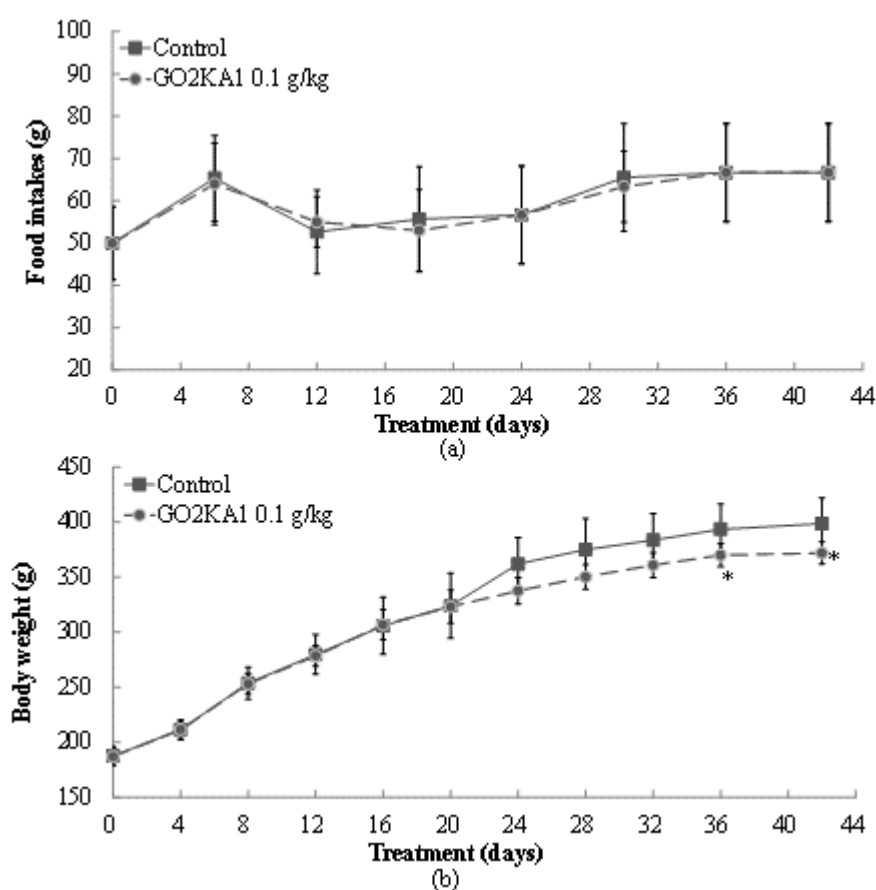 100
90
80
70
60
50
40
30
20
Food intakes (g)
Control
GO2KA1 0.1 g/kg
0 4 8 12 16 20 24 28 32 36 40 44
Treatment (days)
(a)
450
400
350
300
250
200
150
Body weight (g)
Control
GO2KA1 0.1 g/kg
*
*
0 4 8 12 16 20 24 28 32 36 40 44
Treatment (days)
(b)